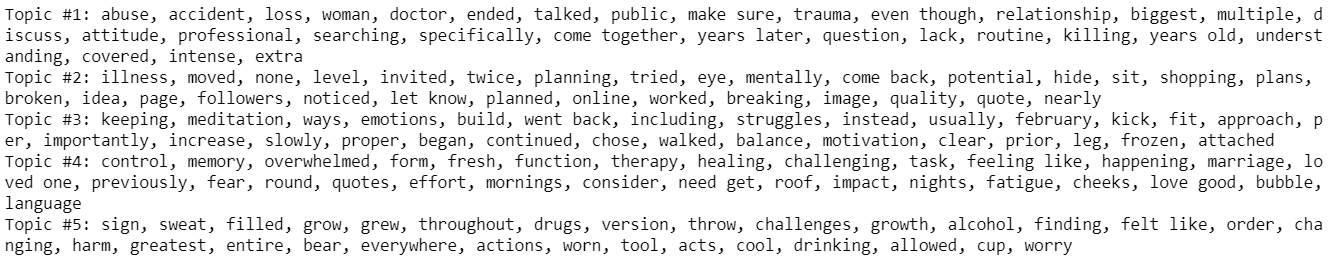 Topic #1: abuse, accident, loss, woman, doctor, ended, talked, public, make sure, trauma, even though, relationship, biggest, multiple, d
iscuss, attitude, professional, searching, specifically, come together, years later, question, lack, routine, killing, years old, underst
anding, covered, intense, extra
Topic #2: illness, moved, none, level, invited, twice, planning, tried, eye, mentally, come back, potential, hide, sit, shopping, plans,
broken, idea, page, followers, noticed, let know, planned, online, worked, breaking, image, quality, quote, nearly
Topic #3: keeping, meditation, ways, emotions, build, went back, including, struggles, instead, usually, february, kick, fit, approach, p
er, importantly, increase, slowly, proper, began, continued, chose, walked, balance, motivation, clear, prior, leg, frozen, attached
Topic #4: control, memory, overwhelmed, form, fresh, function, therapy, healing, challenging, task, feeling like, happening, marriage, lo
ved one, previously, fear, round, quotes, effort, mornings, consider, need get, roof, impact, nights, fatigue, cheeks, love good, bubble,
language
Topic #5: sign, sweat, filled, grow, grew, throughout, drugs, version, throw, challenges, growth, alcohol, finding, felt like, order, cha
nging, harm, greatest, entire, bear, everywhere, actions, worn, tool, acts, cool, drinking, allowed, cup, worry